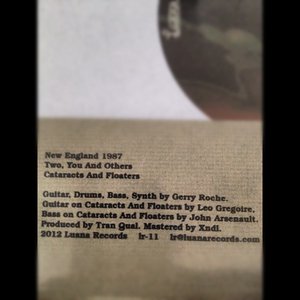 New England 1987
Two, You And Others
Cataracts And Floaters
Guitar, Drums, Bass, Synth by Gerry Roche.
Guitar on Cataracts And Floaters by Leo Gregoire,
Bass on Cataracts And Floaters by John Arsenault.
Produced by Tran Qual. Mastered by Xndl.
2012 Luana Records lr-11 lr@luanarecords.com